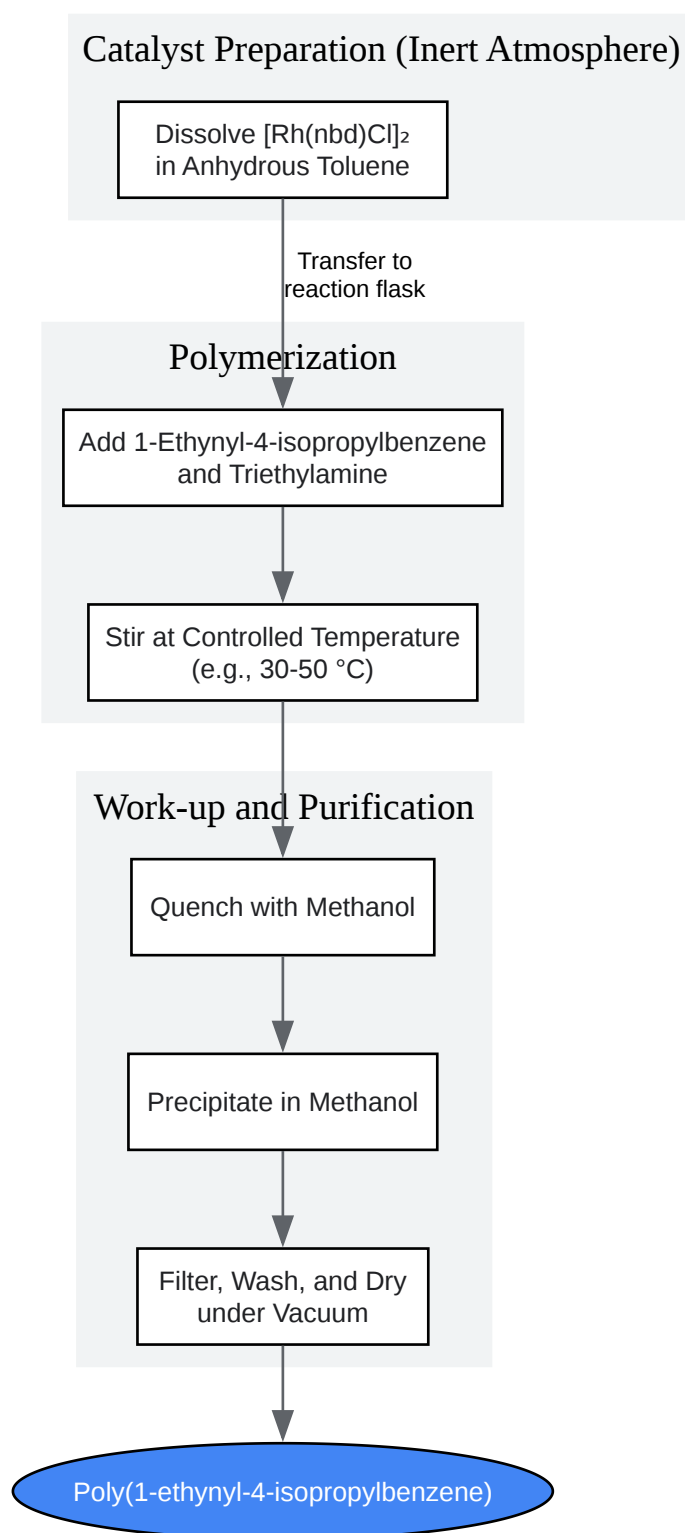 Catalyst Preparation (Inert Atmosphere)
Dissolve [Rh(nbd)Cl]₂
in Anhydrous Toluene
Transfer to
reaction flask
Polymerization
Add 1-Ethynyl-4-isopropylbenzene
and Triethylamine
Stir at Controlled Temperature
(e.g., 30-50 °C)
Work-up and Purification
Quench with Methanol
Precipitate in Methanol
Filter, Wash, and Dry
under Vacuum
Poly(1-ethynyl-4-isopropylbenzene)